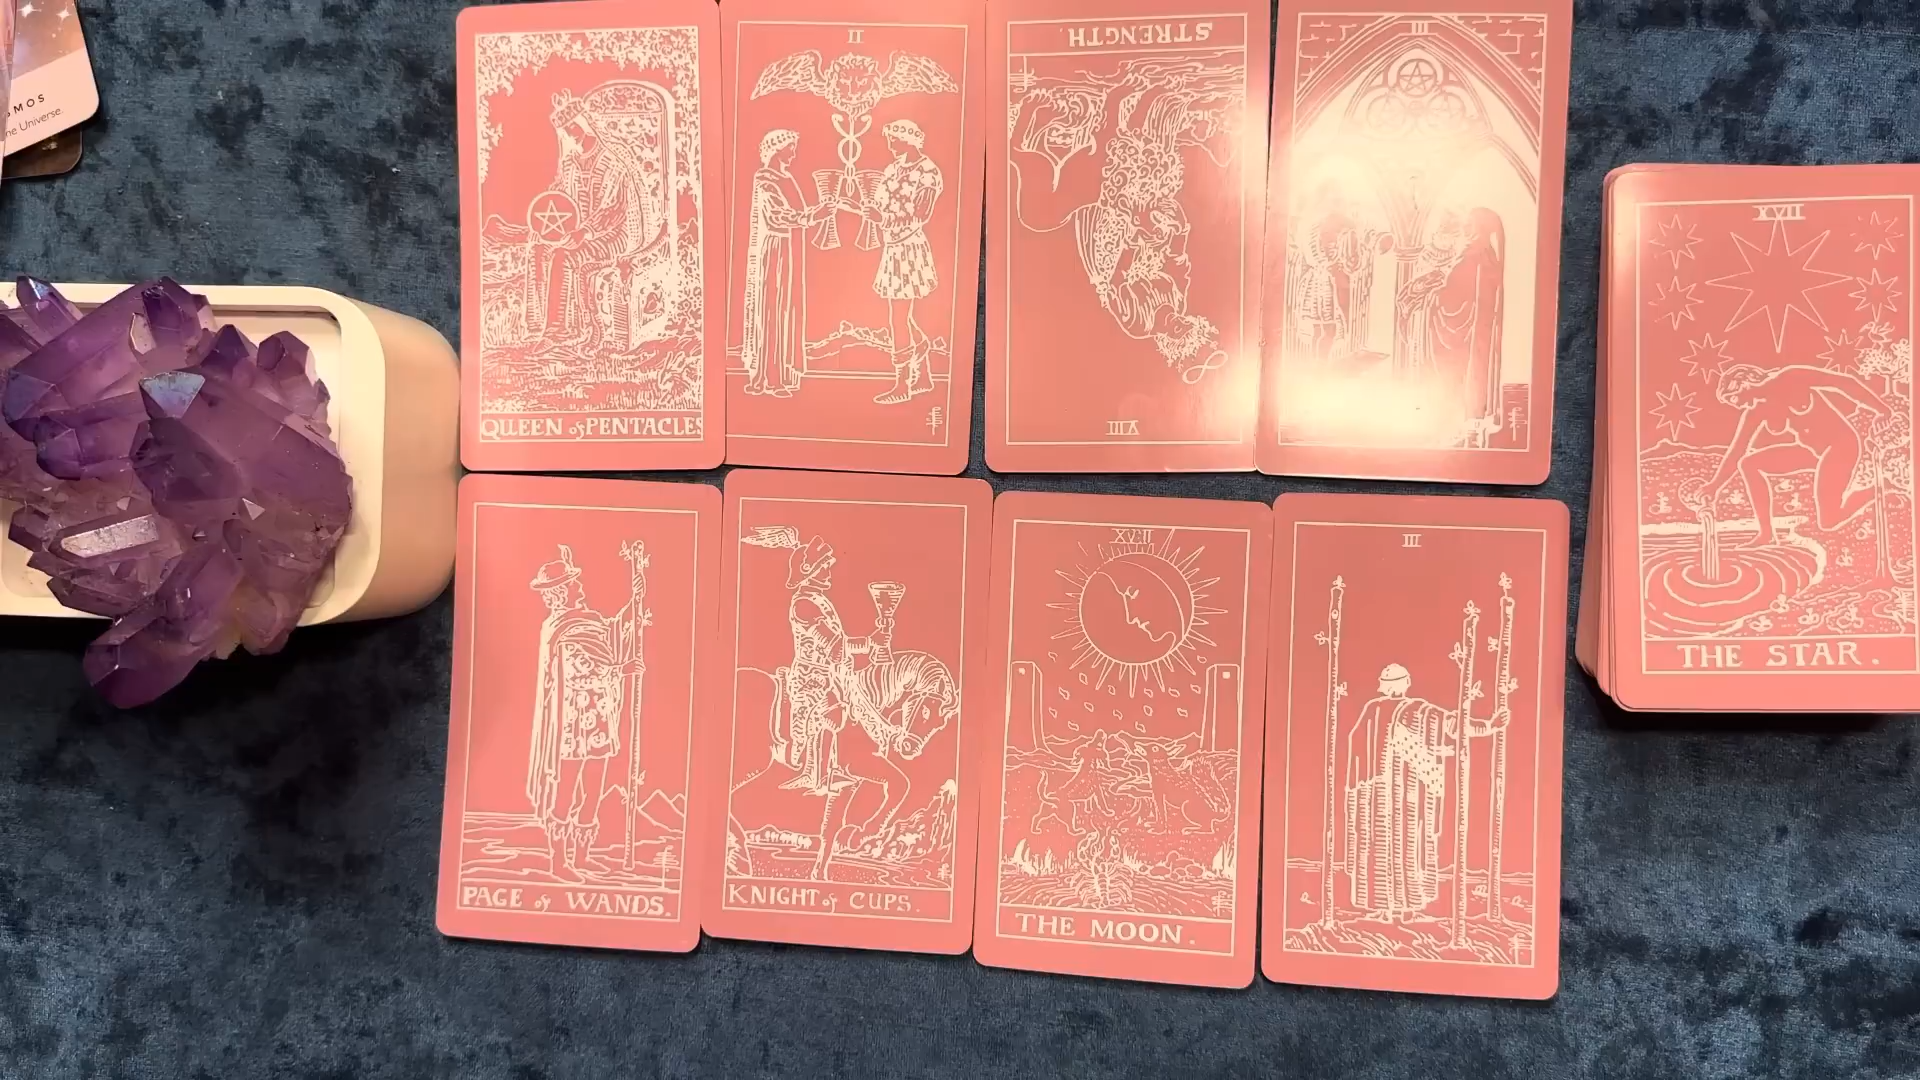 MOS
ne Universe.
QUEEN of PENTACLES
II
STRENGTH.
VIII
III
PAGE of WANDS.
KNIGHT of CUPS.
XVIII
THE MOON.
III
XVII
THE STAR.